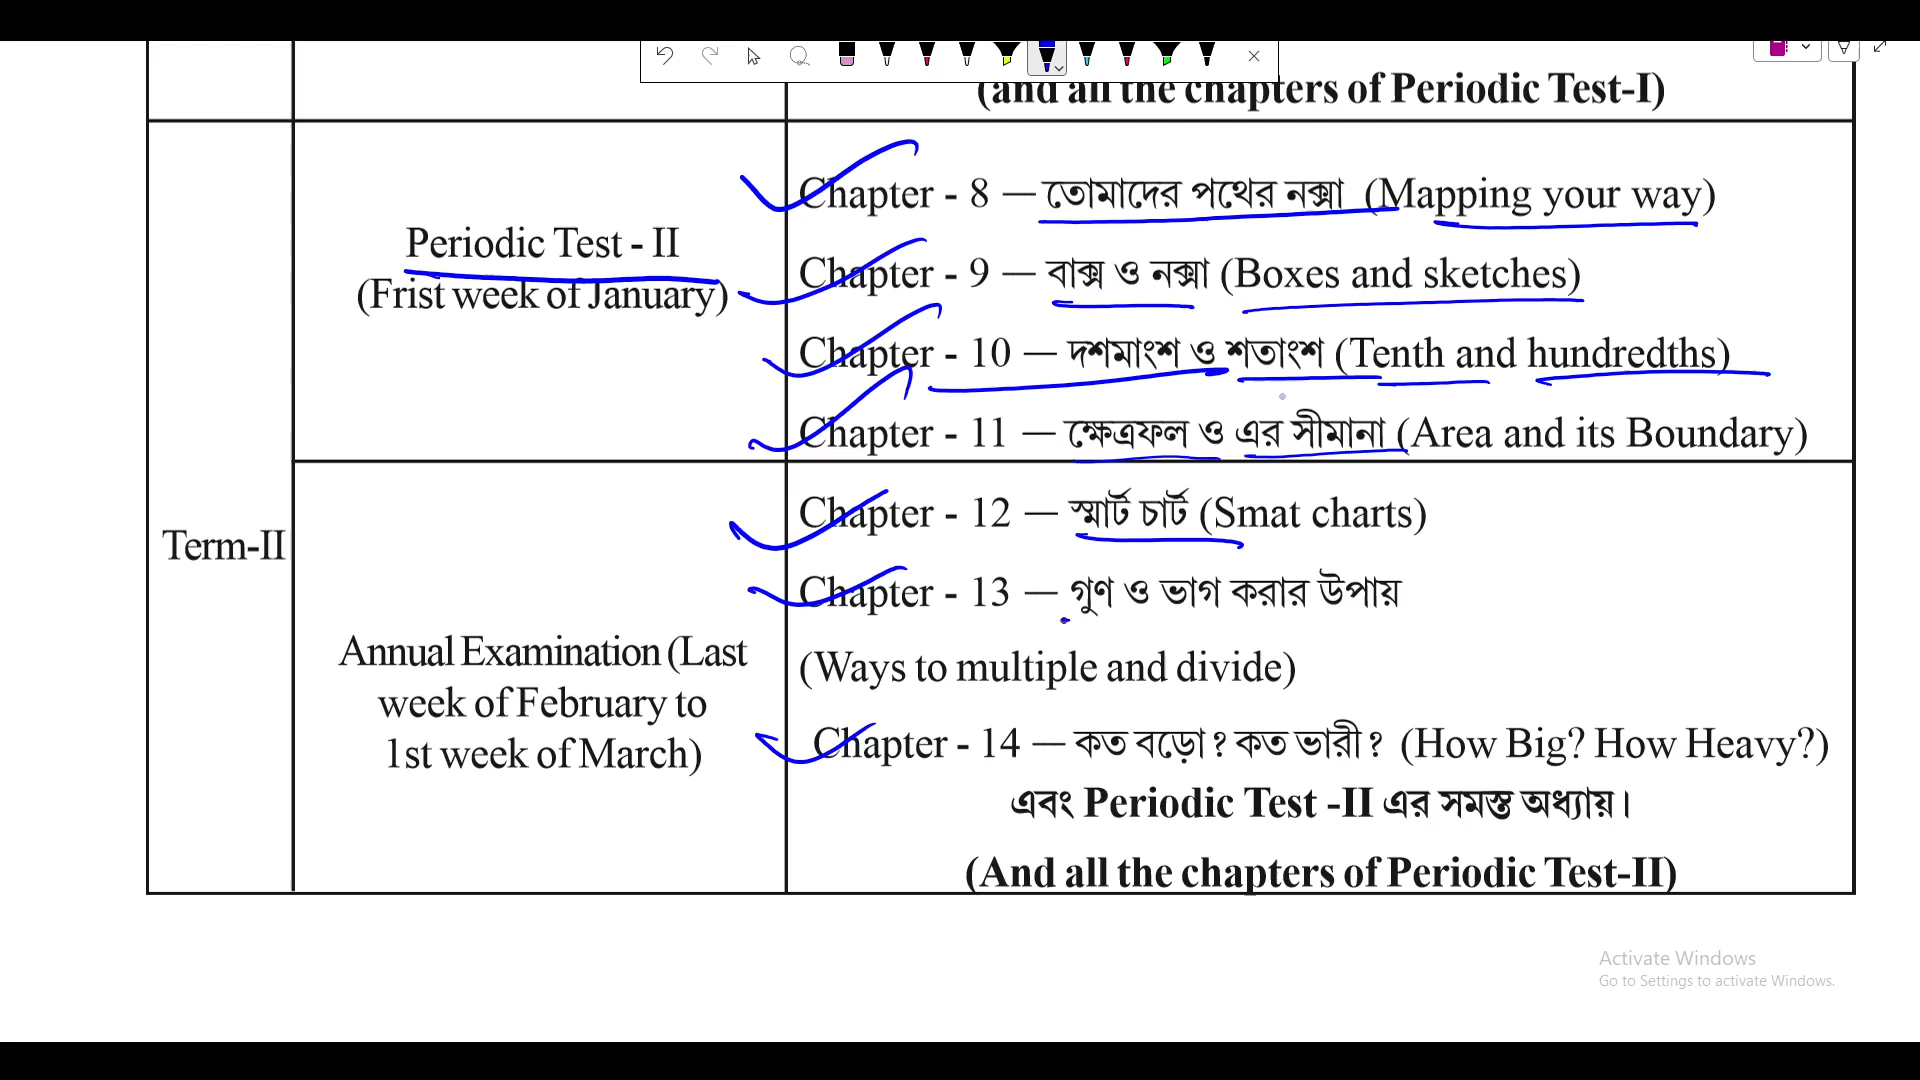 (and all the chapters of Periodic Test-I)
Term-II
Periodic Test - II
(Frist week of January)
Chapter - 8 — তোমাদের পথের নক্সা (Mapping your way)
Chapter - 9 — বাক্স ও নক্সা (Boxes and sketches)
Chapter - 10 — দশমাংশ ও শতাংশ (Tenth and hundredths)
Chapter - 11 — ক্ষেত্রফল ও এর সীমানা (Area and its Boundary)
Annual Examination (Last
week of February to
1st week of March)
Chapter - 12 — স্মার্ট চার্ট (Smat charts)
Chapter - 13 — গুণ ও ভাগ করার উপায়
(Ways to multiple and divide)
Chapter - 14 — কত বড়ো? কত ভারী? (How Big? How Heavy?)
এবং Periodic Test -II এর সমস্ত অধ্যায়।
(And all the chapters of Periodic Test-II)
Activate Windows
Go to Settings to activate Windows.